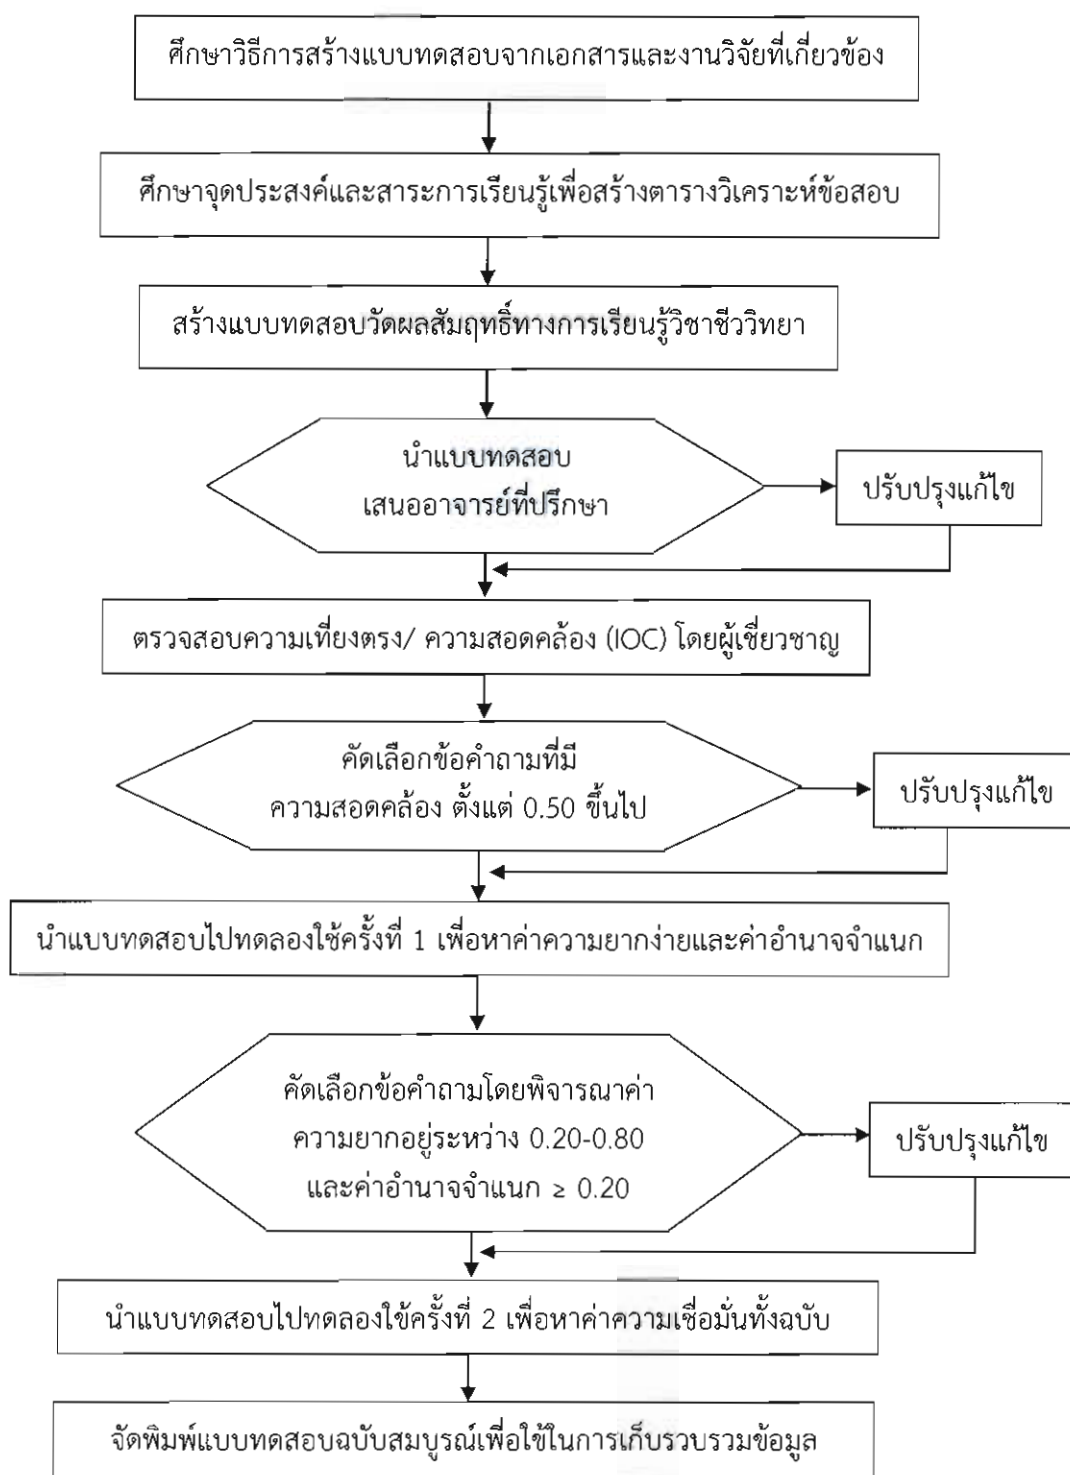 ศึกษาวิธีการสร้างแบบทดสอบจากเอกสารและงานวิจัยที่เกี่ยวข้อง
ศึกษาจุดประสงค์และสาระการเรียนรู้เพื่อสร้างตารางวิเคราะห์ข้อสอบ
สร้างแบบทดสอบวัดผลสัมฤทธิ์ทางการเรียนรู้วิชาชีววิทยา
นำแบบทดสอบ
เสนออาจารย์ที่ปรึกษา
ปรับปรุงแก้ไข
ตรวจสอบความเที่ยงตรง/ ความสอดคล้อง (IOC) โดยผู้เชี่ยวชาญ
คัดเลือกข้อคำถามที่มี
ความสอดคล้อง ตั้งแต่ 0.50 ขึ้นไป
ปรับปรุงแก้ไข
นำแบบทดสอบไปทดลองใช้ครั้งที่ 1 เพื่อหาค่าความยากง่ายและค่าอำนาจจำแนก
คัดเลือกข้อคำถามโดยพิจารณาค่า
ความยากอยู่ระหว่าง 0.20-0.80
และค่าอำนาจจำแนก ≥ 0.20
ปรับปรุงแก้ไข
นำแบบทดสอบไปทดลองใช้ครั้งที่ 2 เพื่อหาค่าความเชื่อมั่นทั้งฉบับ
จัดพิมพ์แบบทดสอบฉบับสมบูรณ์เพื่อใช้ในการเก็บรวบรวมข้อมูล